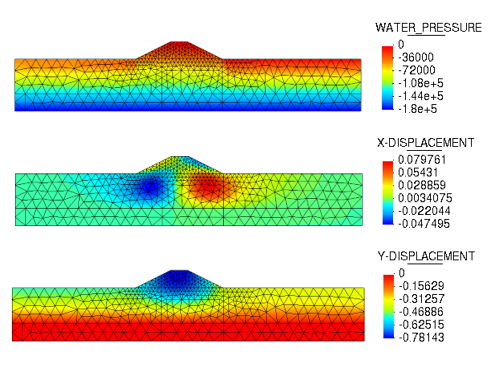 WATER_PRESSURE
0
-36000
-72000
-1.08e+5
-1.44e+5
-1.8e+5
X-DISPLACEMENT
0.079761
0.05431
0.028859
0.0034075
-0.022044
-0.047495
Y-DISPLACEMENT
0
-0.15629
-0.31257
-0.46886
-0.62515
-0.78143